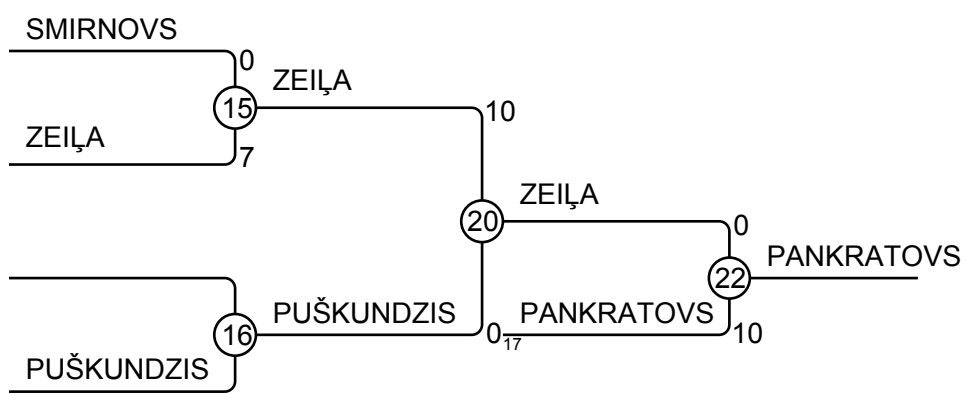 SMIRNOVS
0
ZEIĻA
15
10
ZEIĻA
7
ZEIĻA
20
0
PANKRATOVS
22
PUŠKUNDZIS
PANKRATOVS
16
0
17
10
PUŠKUNDZIS